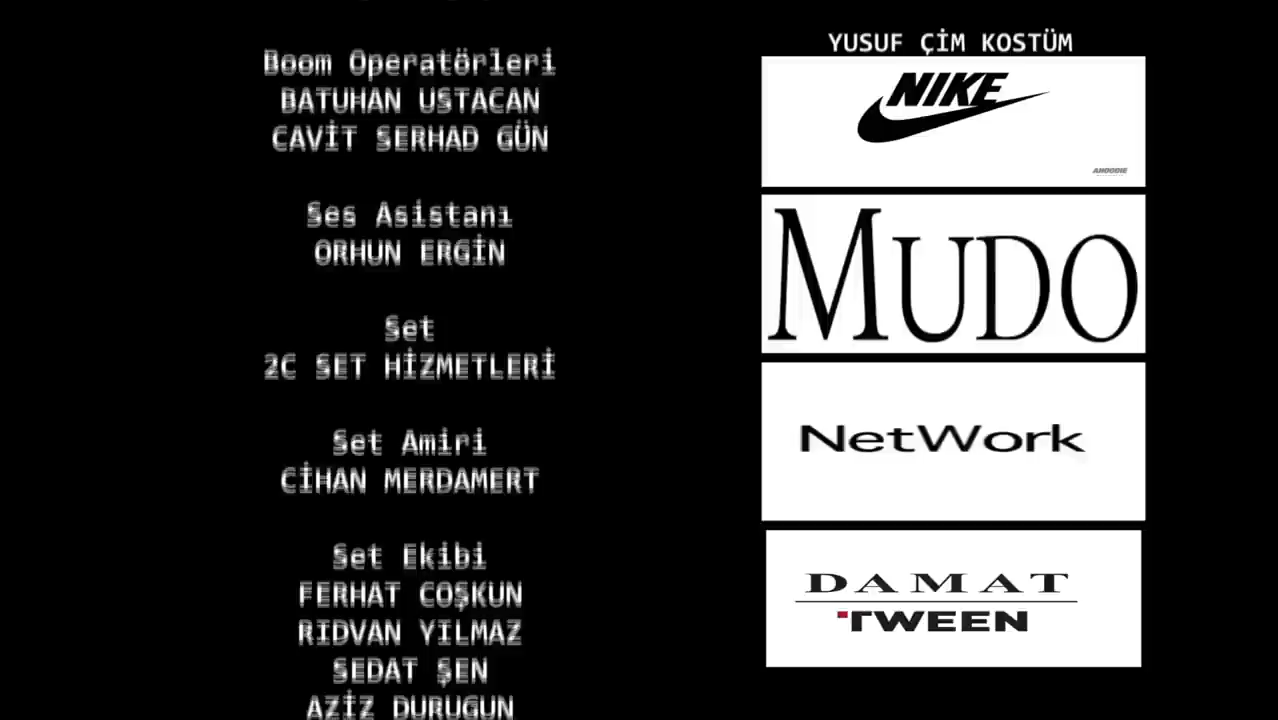 Boom Operatörleri
BATUHAN USTACAN
CAVİT SERHAD GÜN
Ses Asistanı
ORHUN ERGİN
Set
2C SET HİZMETLERİ
Set Amiri
CİHAN MERDAMERT
Set Ekibi
FERHAT COŞKUN
RIDVAN YILMAZ
SEDAT ŞEN
AZİZ DURUGUN
YUSUF ÇİM KOSTÜM
NIKE
AHOODIE
MUDO
NetWork
DAMAT
TWEEN